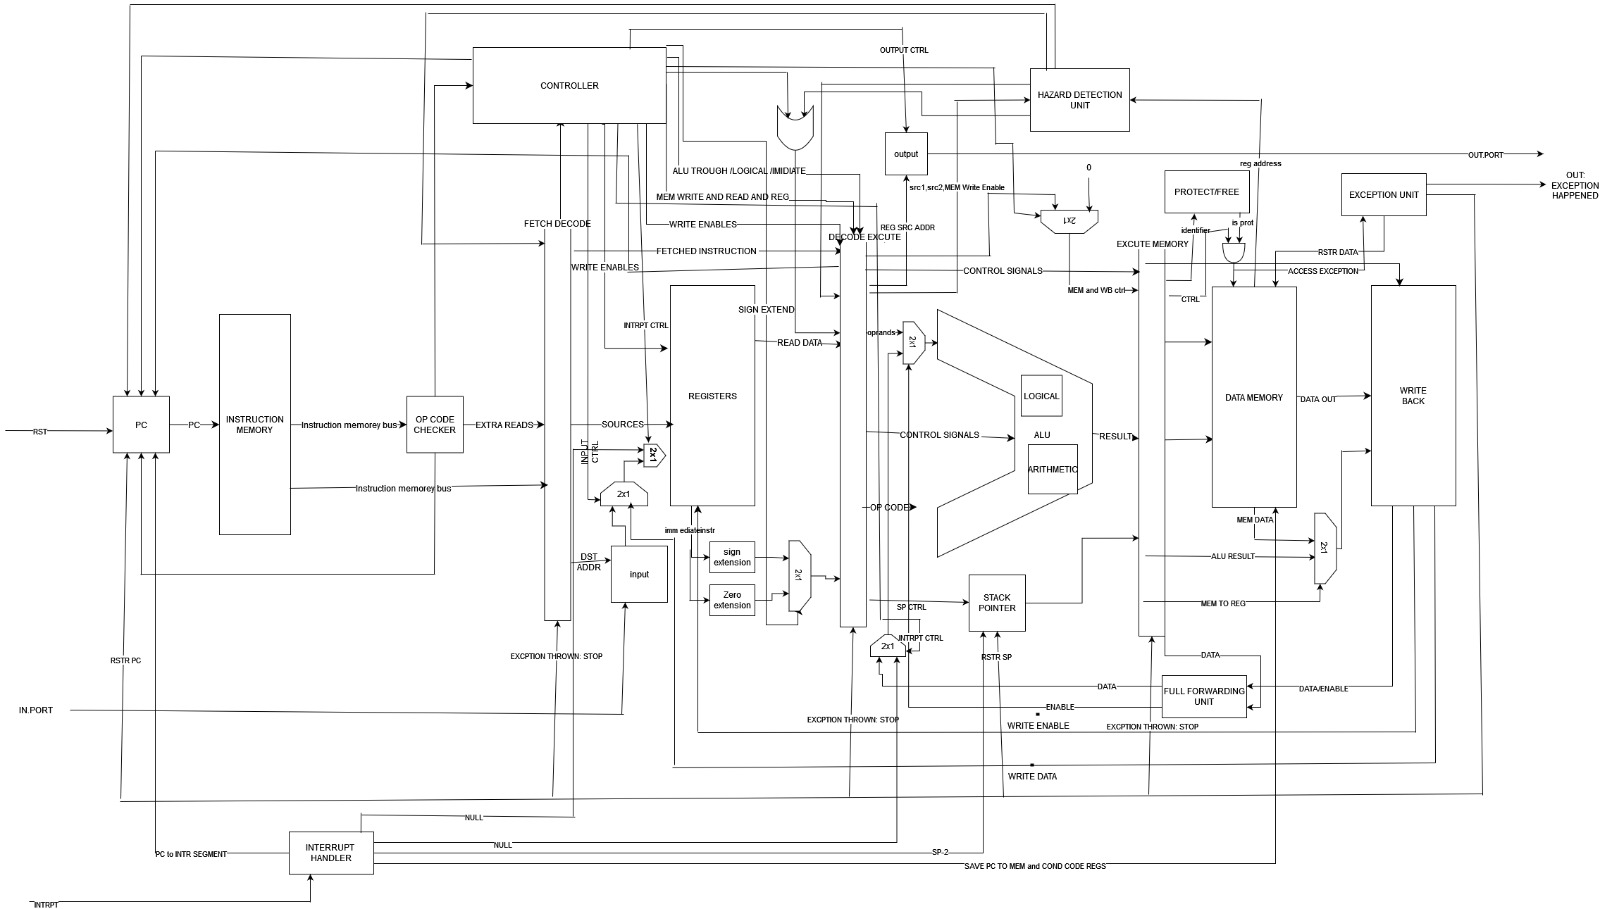 OUTPUT CTRL
CONTROLLER
HAZARD DETECTION
UNIT
output
OUT.PORT
reg address
0
ALU TROUGH /LOGICAL /IMIDIATE
src1,src2,MEM Write Enable
PROTECT/FREE
EXCEPTION UNIT
OUT:
EXCEPTION
HAPPENED
MEM WRITE AND READ AND REG
FETCH DECODE
WRITE ENABLES
REG SRC ADDR
2x1
identifier
is prot
DECODE EXCUTE
EXCUTE MEMORY
FETCHED INSTRUCTION
RSTR DATA
WRITE ENABLES
CONTROL SIGNALS
ACCESS EXCEPTION
MEM and WB ctrl
CTRL
SIGN EXTEND
INTRPT CTRL
oprands
2x1
READ DATA
REGISTERS
LOGICAL
DATA MEMORY
DATA OUT
WRITE
BACK
RST
PC
PC
INSTRUCTION
MEMORY
Instruction memorey bus
OP CODE
CHECKER
EXTRA READS
SOURCES
INPUT
CTRL
2x1
CONTROL SIGNALS
ALU
RESULT
ARITHMETIC
Instruction memorey bus
2x1
OP CODE
imm ediateinstr
MEM DATA
DST
ADDR
input
sign
extension
2x1
Zero
extension
ALU RESULT
2x1
STACK
POINTER
SP CTRL
MEM TO REG
INTRPT CTRL
2x1
RSTR PC
EXCPTION THROWN: STOP
RSTR SP
DATA
DATA
FULL FORWARDING
UNIT
DATA/ENABLE
IN.PORT
ENABLE
EXCPTION THROWN: STOP
WRITE ENABLE
EXCPTION THROWN: STOP
WRITE DATA
NULL
INTERRUPT
HANDLER
NULL
PC to INTR SEGMENT
SP-2
SAVE PC TO MEM and COND CODE REGS
INTRPT